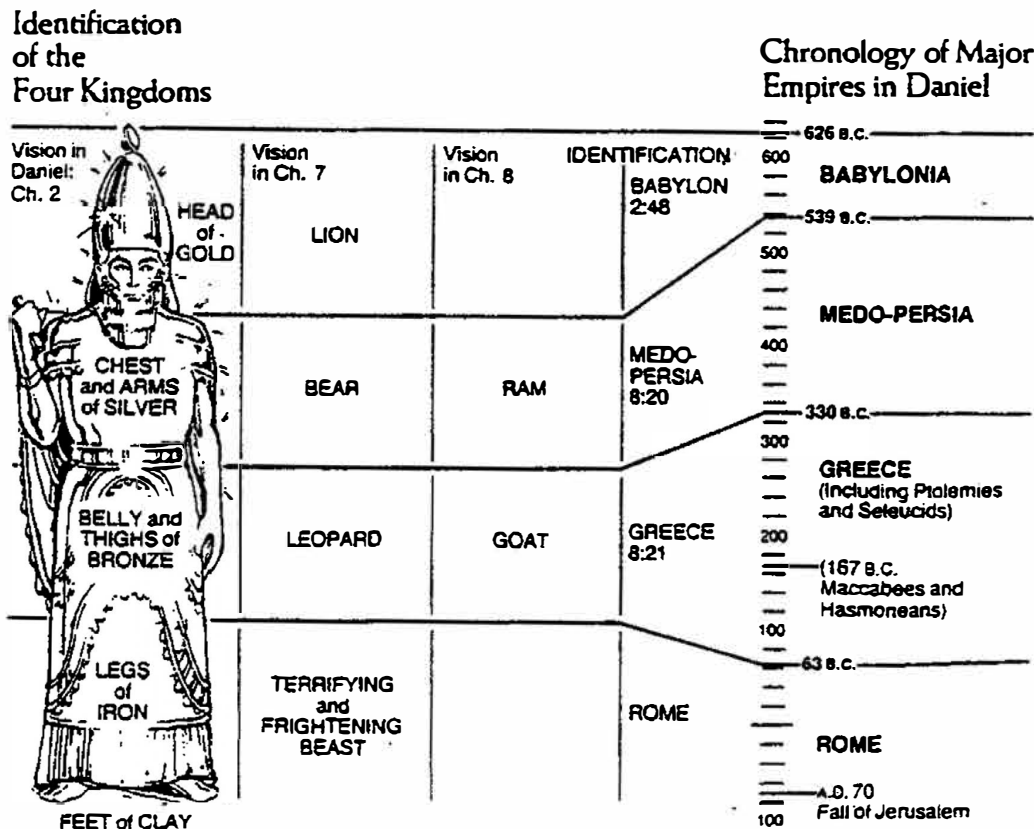 Identification
of the
Four Kingdoms
Chronology of Major
Empires in Daniel
Vision in
Daniel:
Ch. 2
HEAD
of
GOLD
CHEST
and ARMS
of SILVER
BELLY and
THIGHS of
BRONZE
LEGS
of
IRON
FEET of CLAY
Vision
in Ch. 7
LION
BEAR
LEOPARD
TERRIFYING
and
FRIGHTENING
BEAST
Vision
in Ch. 8
RAM
GOAT
IDENTIFICATION
BABYLON
2:48
MEDO-
PERSIA
8:20
GREECE
8:21
ROME
626 B.C.
600
BABYLONIA
539 B.C.
500
MEDO-PERSIA
400
330 B.C.
300
GREECE
(Including Ptolemies
and Seleucids)
200
(167 B.C.
Maccabees and
Hasmoneans)
100
63 B.C.
ROME
A.D. 70
Fall of Jerusalem
100